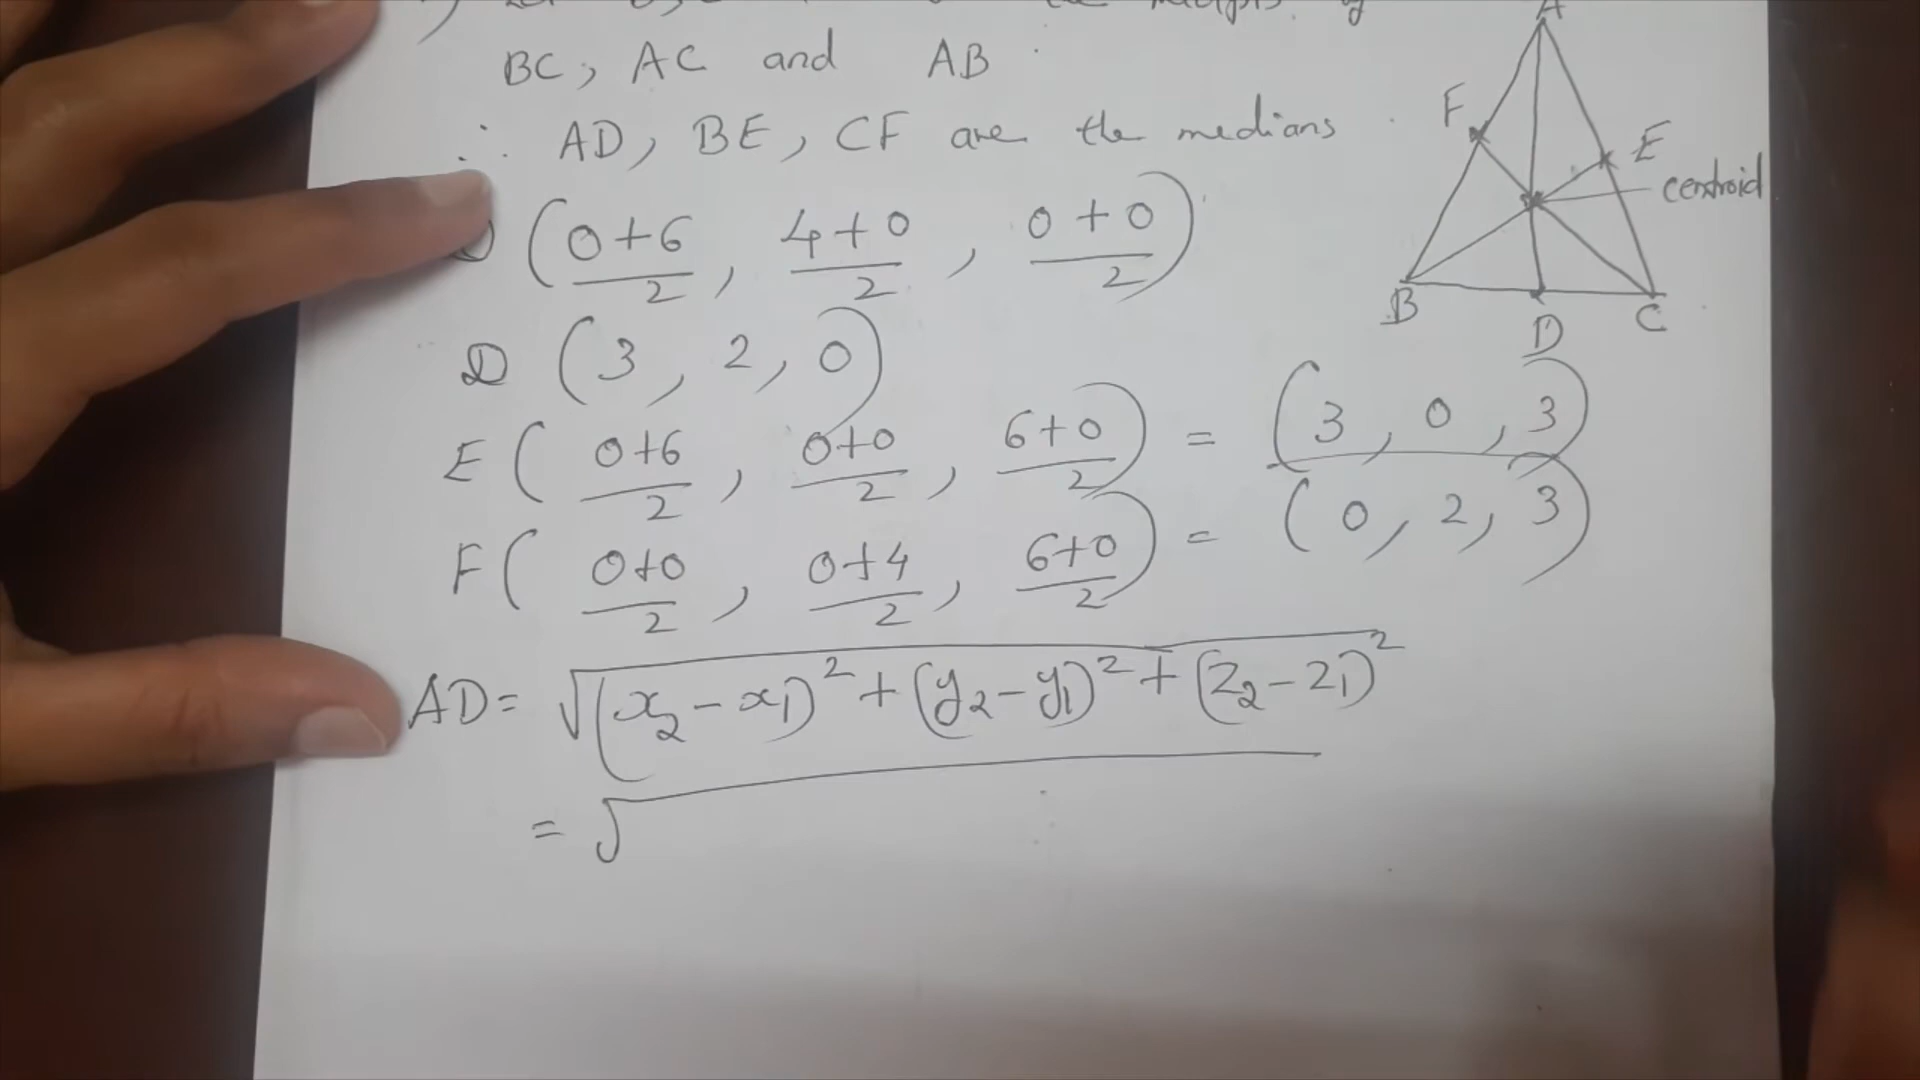 the midpts. of
BC, AC and AB
∴ AD, BE, CF are the medians
D (0+6/2, 4+0/2, 0+0/2)
D (3, 2, 0)
E (0+6/2, 0+0/2, 6+0/2) = (3, 0, 3)
F (0+0/2, 0+4/2, 6+0/2) = (0, 2, 3)
AD = √(x₂-x₁)² + (y₂-y₁)² + (z₂-z₁)²
= √
A
F
E
centroid
B
D
C